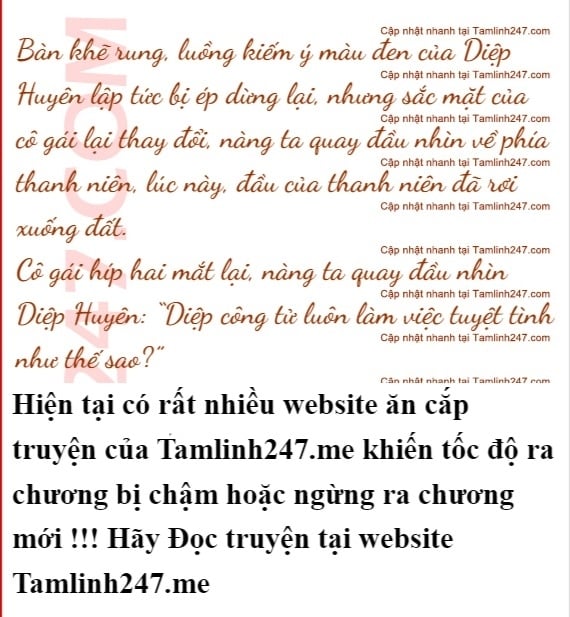 Cập nhật nhanh tại Tamlinh247.com
Bàn khẽ rung, luồng kiếm ý màu đen của Diệp
Cập nhật nhanh tại Tamlinh247.com
Huyên lập tức bị ép dừng lại, nhưng sắc mặt của
Cập nhật nhanh tại Tamlinh247.com
cô gái lại thay đổi, nàng ta quay đầu nhìn về phía
Cập nhật nhanh tại Tamlinh247.com
thanh niên, lúc này, đầu của thanh niên đã rơi
Cập nhật nhanh tại Tamlinh247.com
xuống đất.
Cập nhật nhanh tại Tamlinh247.com
Cô gái híp hai mắt lại, nàng ta quay đầu nhìn
Cập nhật nhanh tại Tamlinh247.com
Diệp Huyên: “Diệp công tử luôn làm việc tuyệt tình
Cập nhật nhanh tại Tamlinh247.com
như thế sao?”
Cập nhật nhanh tại Tamlinh247.com
247.COM
Hiện tại có rất nhiều website ăn cắp
truyện của Tamlinh247.me khiến tốc độ ra
chương bị chậm hoặc ngừng ra chương
mới !!! Hãy Đọc truyện tại website
Tamlinh247.me